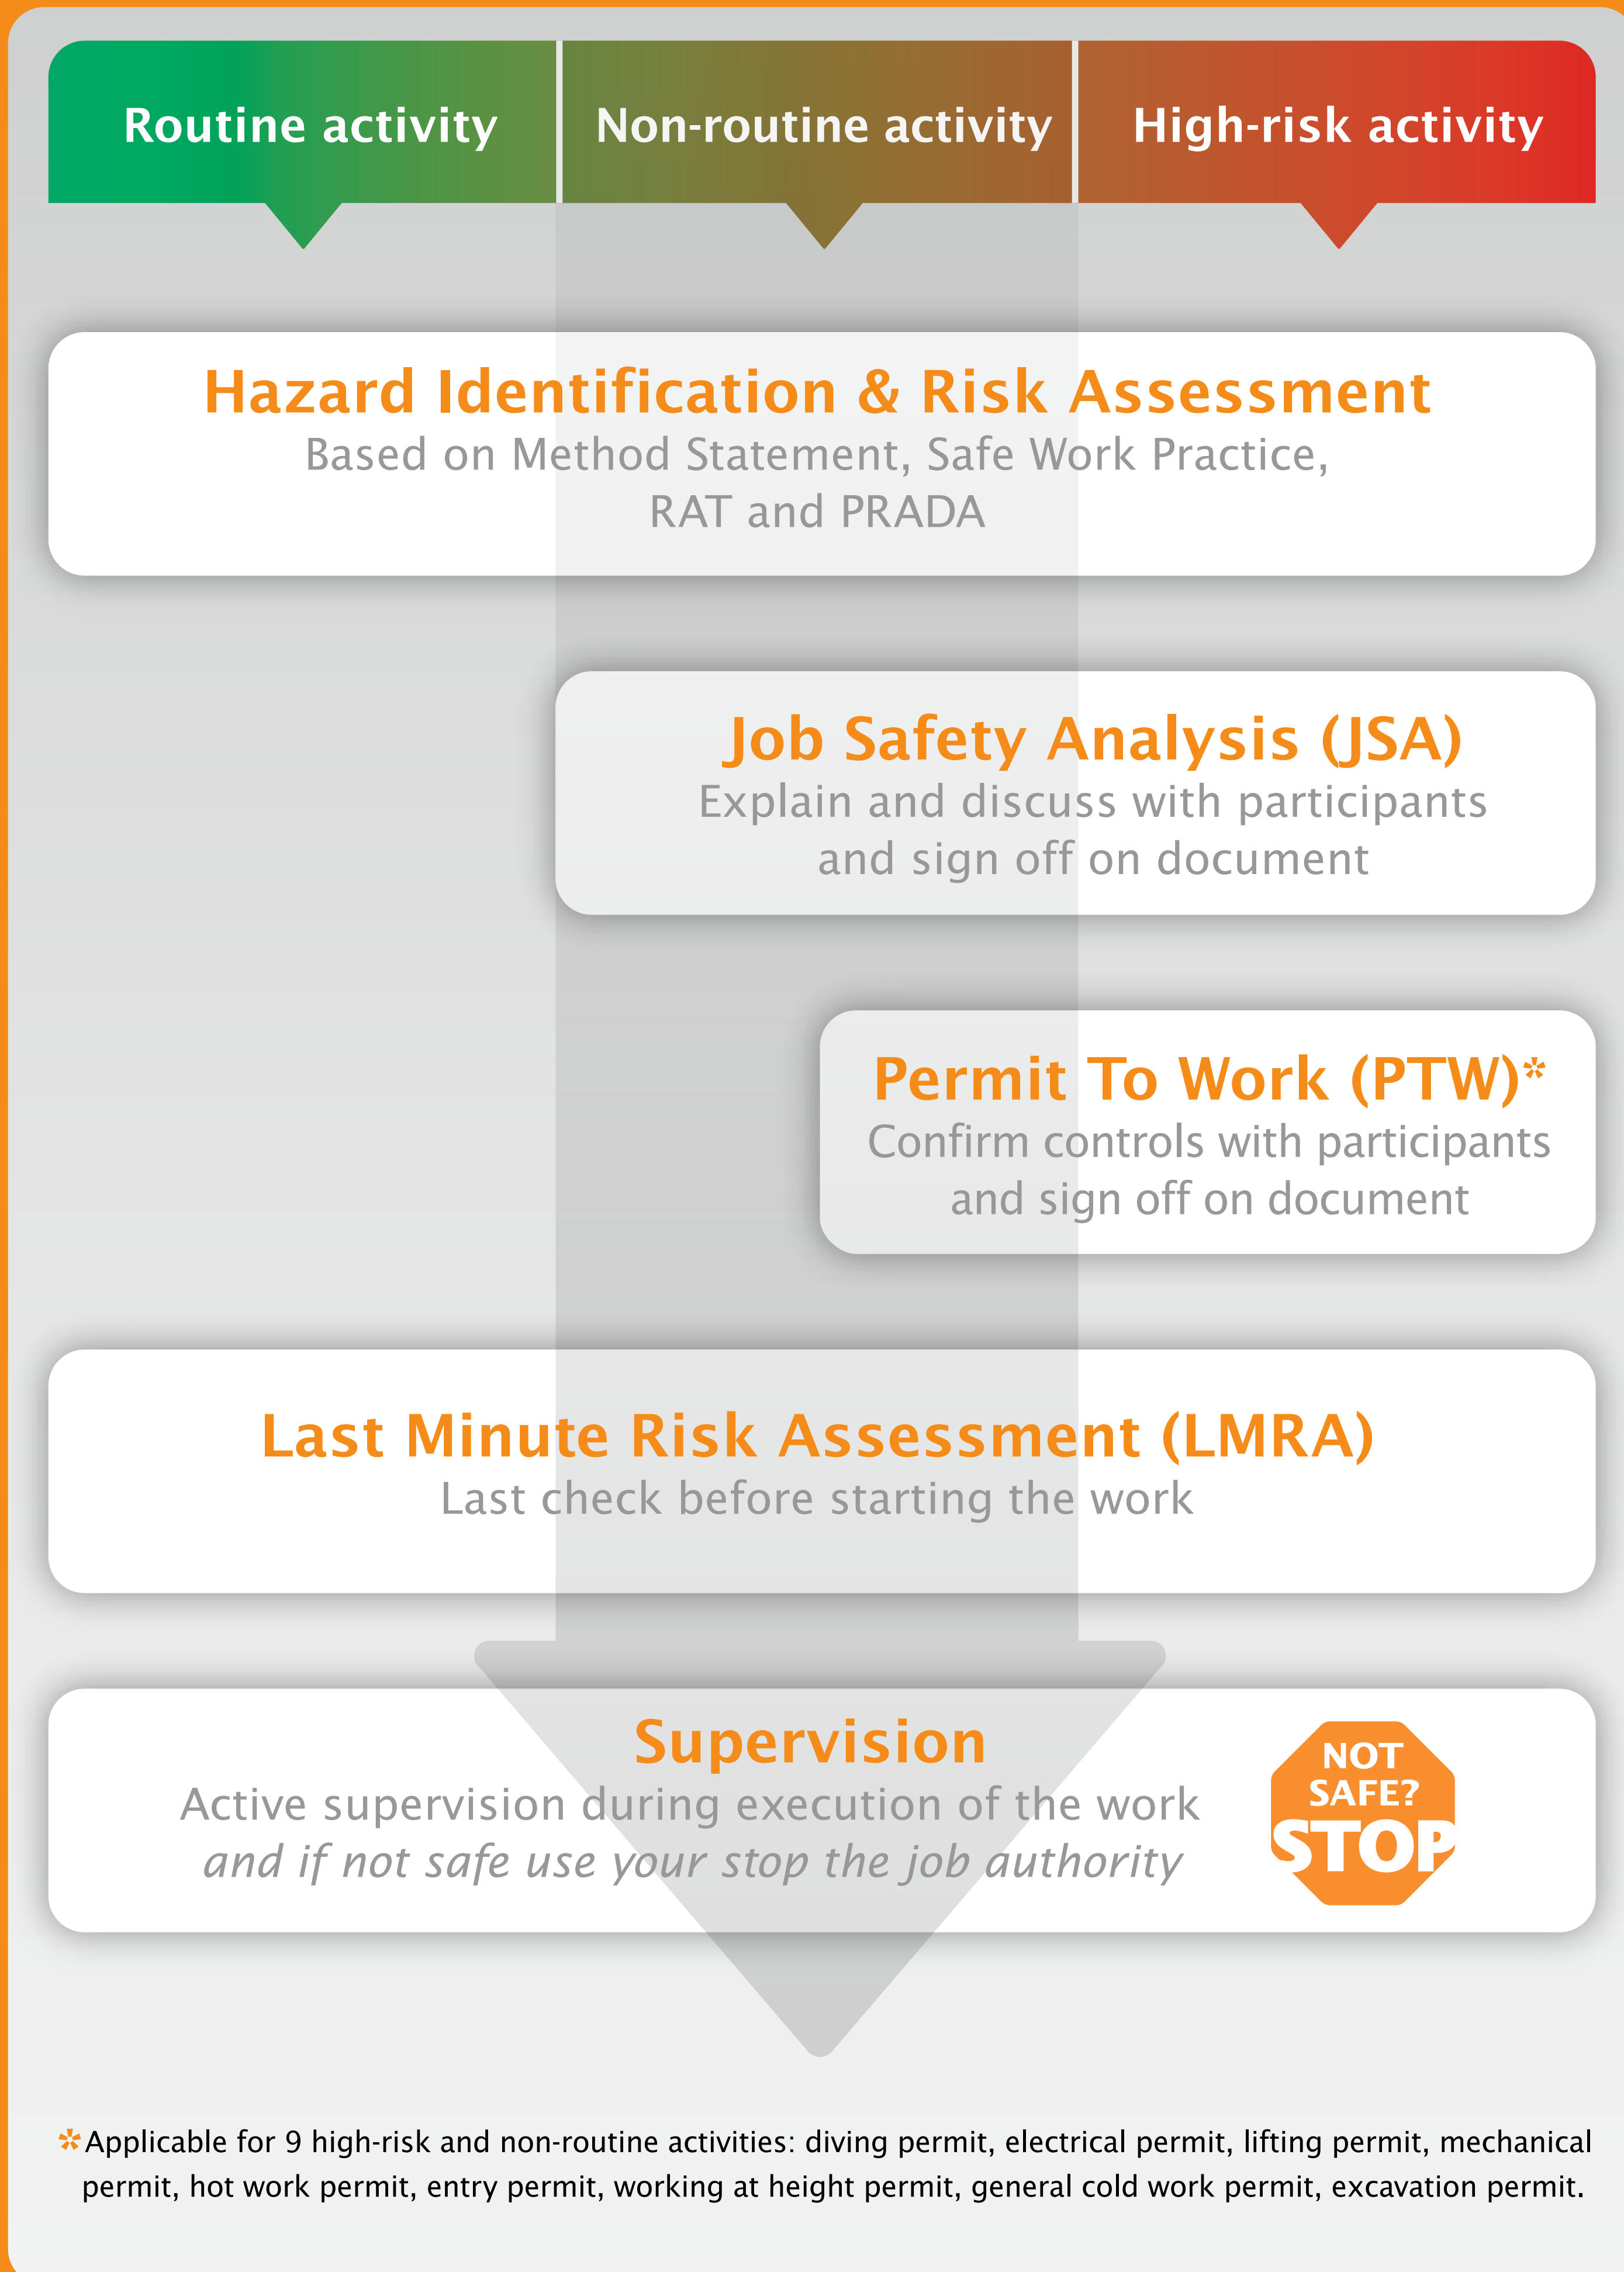 Routine activity
Non-routine activity
High-risk activity
Hazard Identification & Risk Assessment
Based on Method Statement, Safe Work Practice,
RAT and PRADA
Job Safety Analysis (JSA)
Explain and discuss with participants
and sign off on document
Permit To Work (PTW)*
Confirm controls with participants
and sign off on document
Last Minute Risk Assessment (LMRA)
Last check before starting the work
Supervision
Active supervision during execution of the work
and if not safe use your stop the job authority
NOT
SAFE?
STOP
*Applicable for 9 high-risk and non-routine activities: diving permit, electrical permit, lifting permit, mechanical
permit, hot work permit, entry permit, working at height permit, general cold work permit, excavation permit.